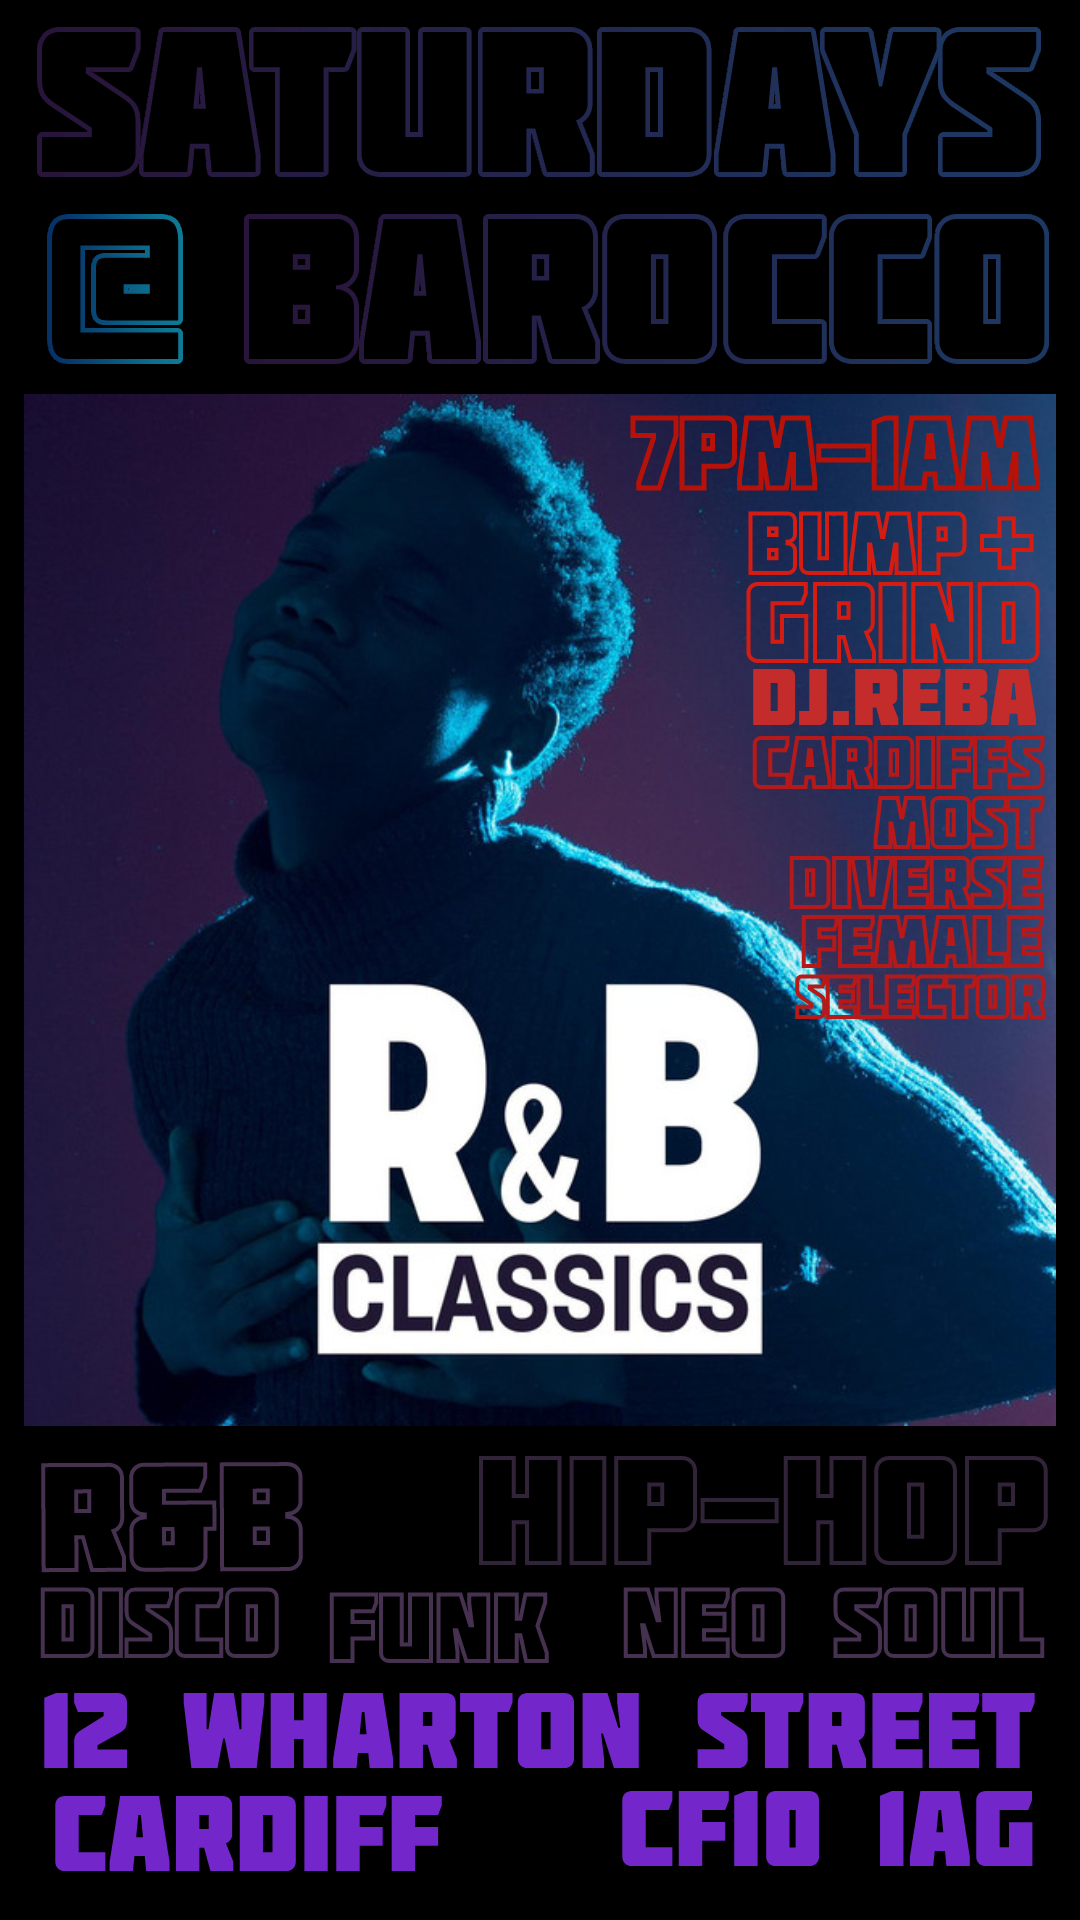 SATURDAYS
@ BAROCCO
7PM-1AM
BUMP +
GRIND
DJ.REBA
CARDIFFS
MOST
DIVERSE
FEMALE
SELECTOR
R&B
CLASSICS
R&B HIP-HOP
DISCO FUNK NEO SOUL
12 WHARTON STREET
CARDIFF CF10 1AG